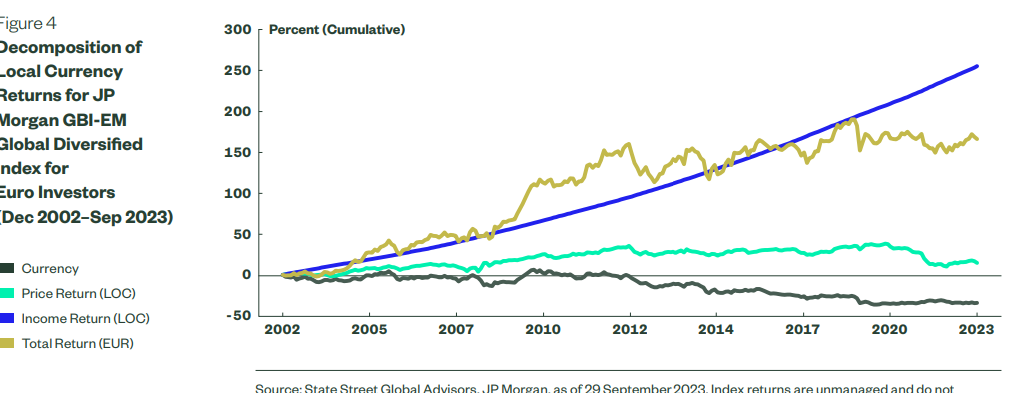 Figure 4
Decomposition of
Local Currency
Returns for JP
Morgan GBI-EM
Global Diversified
Index for
Euro Investors
(Dec 2002–Sep 2023)
Currency
Price Return (LOC)
Income Return (LOC)
Total Return (EUR)
Percent (Cumulative)
300
250
200
150
100
50
0
-50
2002 2005 2007 2010 2012 2014 2017 2020 2023
Source: State Street Global Advisors, JP Morgan, as of 29 September 2023. Index returns are unmanaged and do not